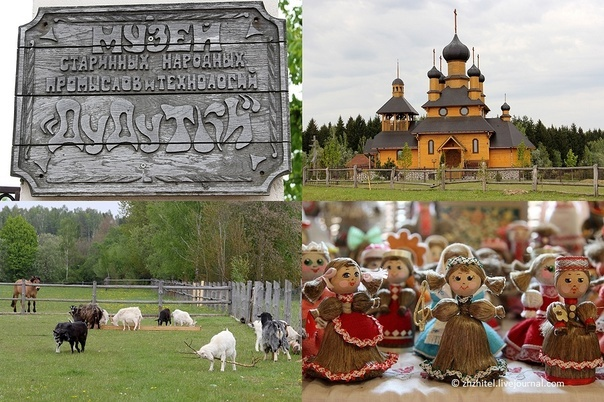 МУЗЕЙ
СТАРИННЫХ НАРОДНЫХ
ПРОМЫСЛОВ И ТЕХНОЛОГИЙ
"ДУДУТКИ"
© zhzhitel.livejournal.com